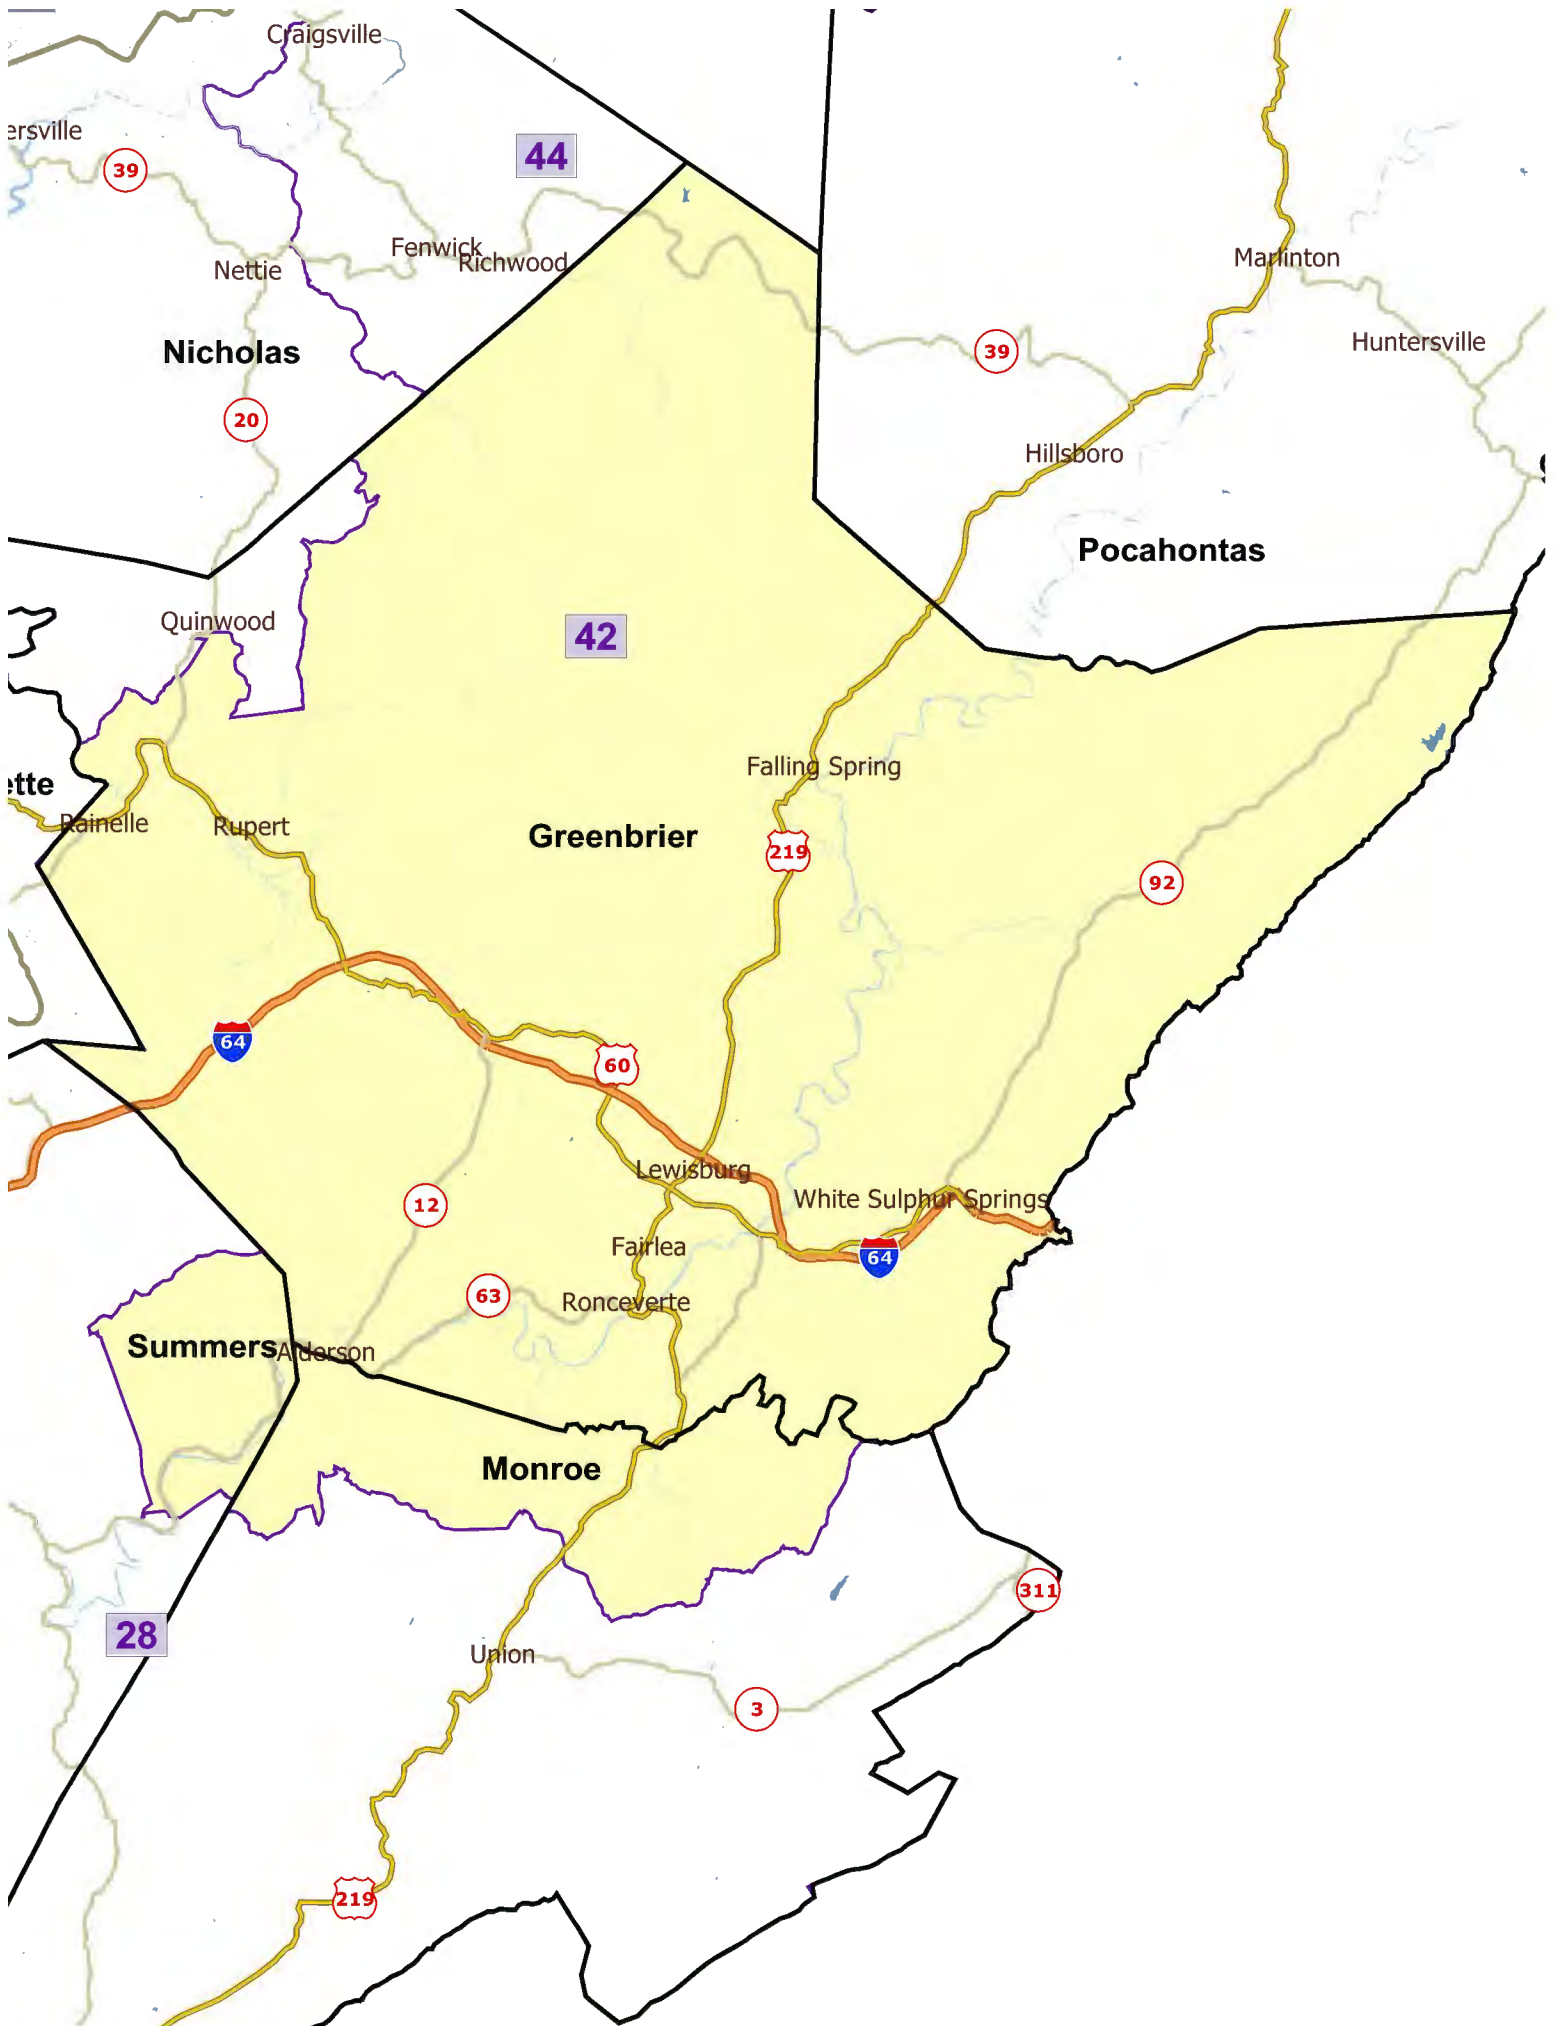 Craigsville
ersville
39
44
Fenwick
Richwood
Nettie
Marlinton
Nicholas
39
Huntersville
20
Hillsboro
Pocahontas
Quinwood
42
Falling Spring
ette
Rainelle
Rupert
Greenbrier
219
92
64
60
Lewisburg
White Sulphur Springs
12
Fairlea
64
63
Ronceverte
Summers
Alderson
Monroe
311
28
Union
3
219